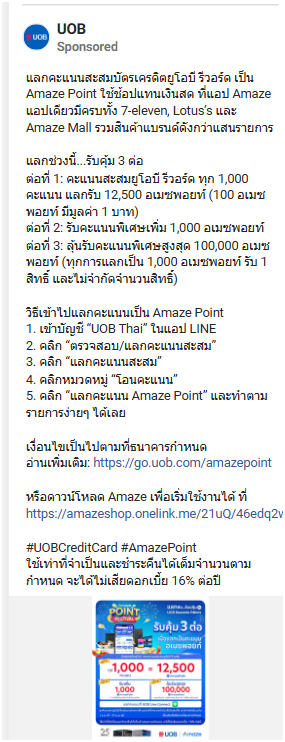 UOB
UOB
Sponsored
แลกคะแนนสะสมบัตรเครดิตยูโอบี รีวอร์ด เป็น
Amaze Point ใช้ช้อปแทนเงินสด ที่แอป Amaze
แอปเดียวมีครบทั้ง 7-eleven, Lotus's และ
Amaze Mall รวมสินค้าแบรนด์ดังกว่าแสนรายการ
แลกช่วงนี้...รับคุ้ม 3 ต่อ
ต่อที่ 1: คะแนนสะสมยูโอบี รีวอร์ด ทุก 1,000
คะแนน แลกรับ 12,500 อเมซพอยท์ (100 อเมซ
พอยท์ มีมูลค่า 1 บาท)
ต่อที่ 2: รับคะแนนพิเศษเพิ่ม 1,000 อเมซพอยท์
ต่อที่ 3: ลุ้นรับคะแนนพิเศษสูงสุด 100,000 อเมซ
พอยท์ (ทุกการแลกเป็น 1,000 อเมซพอยท์ รับ 1
สิทธิ์ และไม่จำกัดจำนวนสิทธิ์)
วิธีเข้าไปแลกคะแนนเป็น Amaze Point
1. เข้าบัญชี “UOB Thai” ในแอป LINE
2. คลิก “ตรวจสอบ/แลกคะแนนสะสม”
3. คลิก “แลกคะแนนสะสม”
4. คลิกหมวดหมู่ “โอนคะแนน”
5. คลิก “แลกคะแนน Amaze Point” และทำตาม
รายการง่ายๆ ได้เลย
เงื่อนไขเป็นไปตามที่ธนาคารกำหนด
อ่านเพิ่มเติม: https://go.uob.com/amazepoint
หรือดาวน์โหลด Amaze เพื่อเริ่มใช้งานได้ ที่
https://amazeshop.onelink.me/21uQ/46edq2
#UOBCreditCard #AmazePoint
ใช้เท่าที่จำเป็นและชำระคืนได้เต็มจำนวนตาม
กำหนด จะได้ไม่เสียดอกเบี้ย 16% ต่อปี
POINT
รับคุ้ม 3 ต่อ
1,000 = 12,500
1,000
100,000
UOB
Amaze